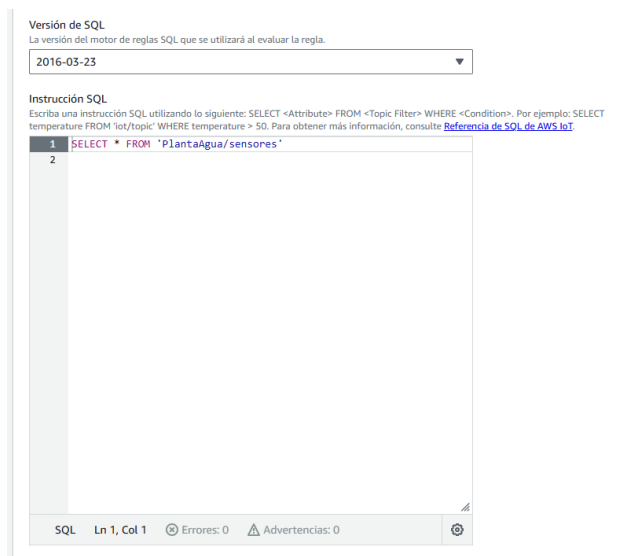 Versión de SQL
La versión del motor de reglas SQL que se utilizará al evaluar la regla.
2016-03-23
Instrucción SQL
Escriba una instrucción SQL utilizando lo siguiente: SELECT <Attribute> FROM <Topic Filter> WHERE <Condition>. Por ejemplo: SELECT
temperature FROM 'iot/topic' WHERE temperature > 50. Para obtener más información, consulte Referencia de SQL de AWS IoT.
1 SELECT * FROM 'PlantaAgua/sensores'
2
SQL Ln 1, Col 1 Errores: 0 Advertencias: 0